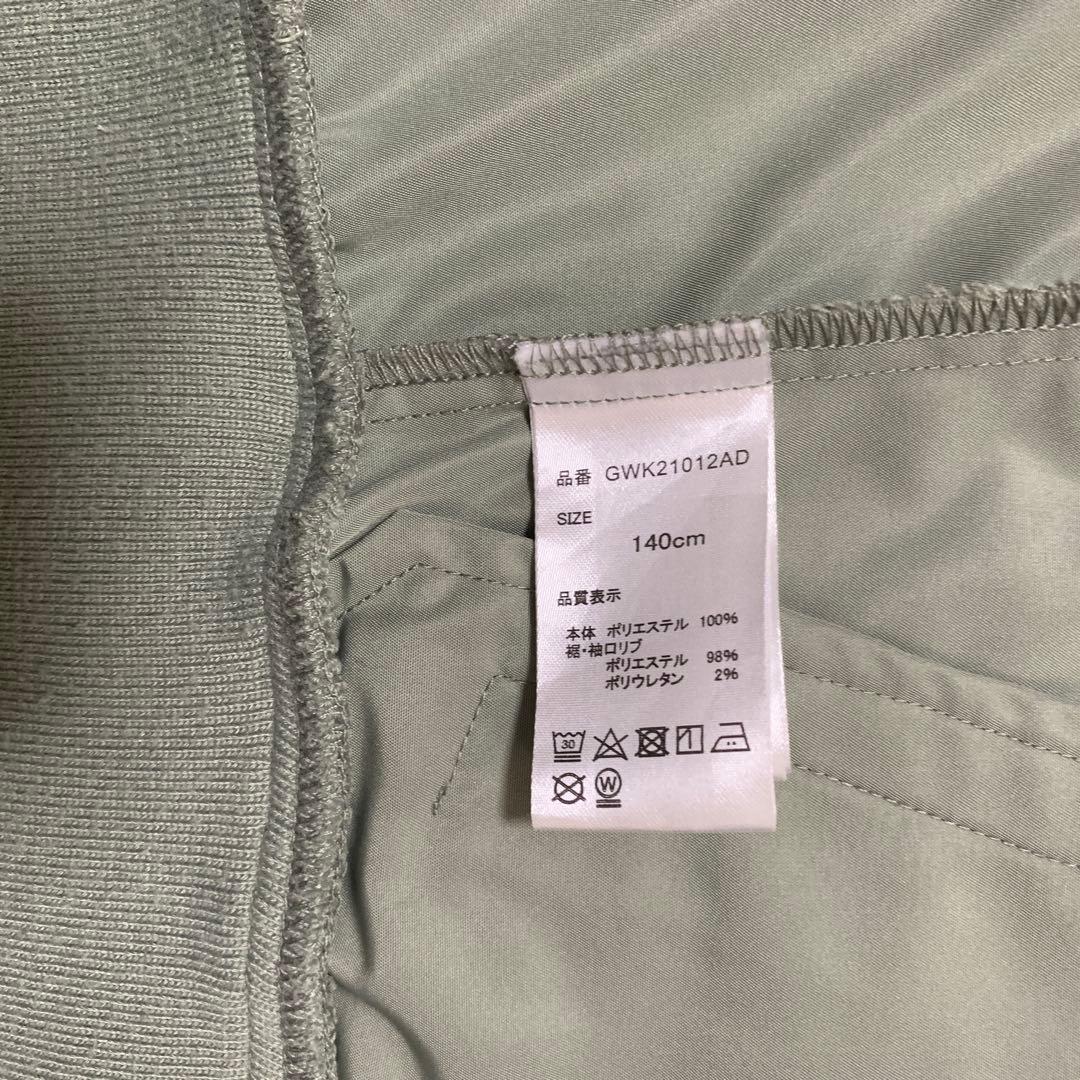 品番 GWK21012AD
SIZE
140cm
品質表示
本体 ポリエステル 100%
裾・袖口リブ
ポリエステル 98%
ポリウレタン 2%
30
W